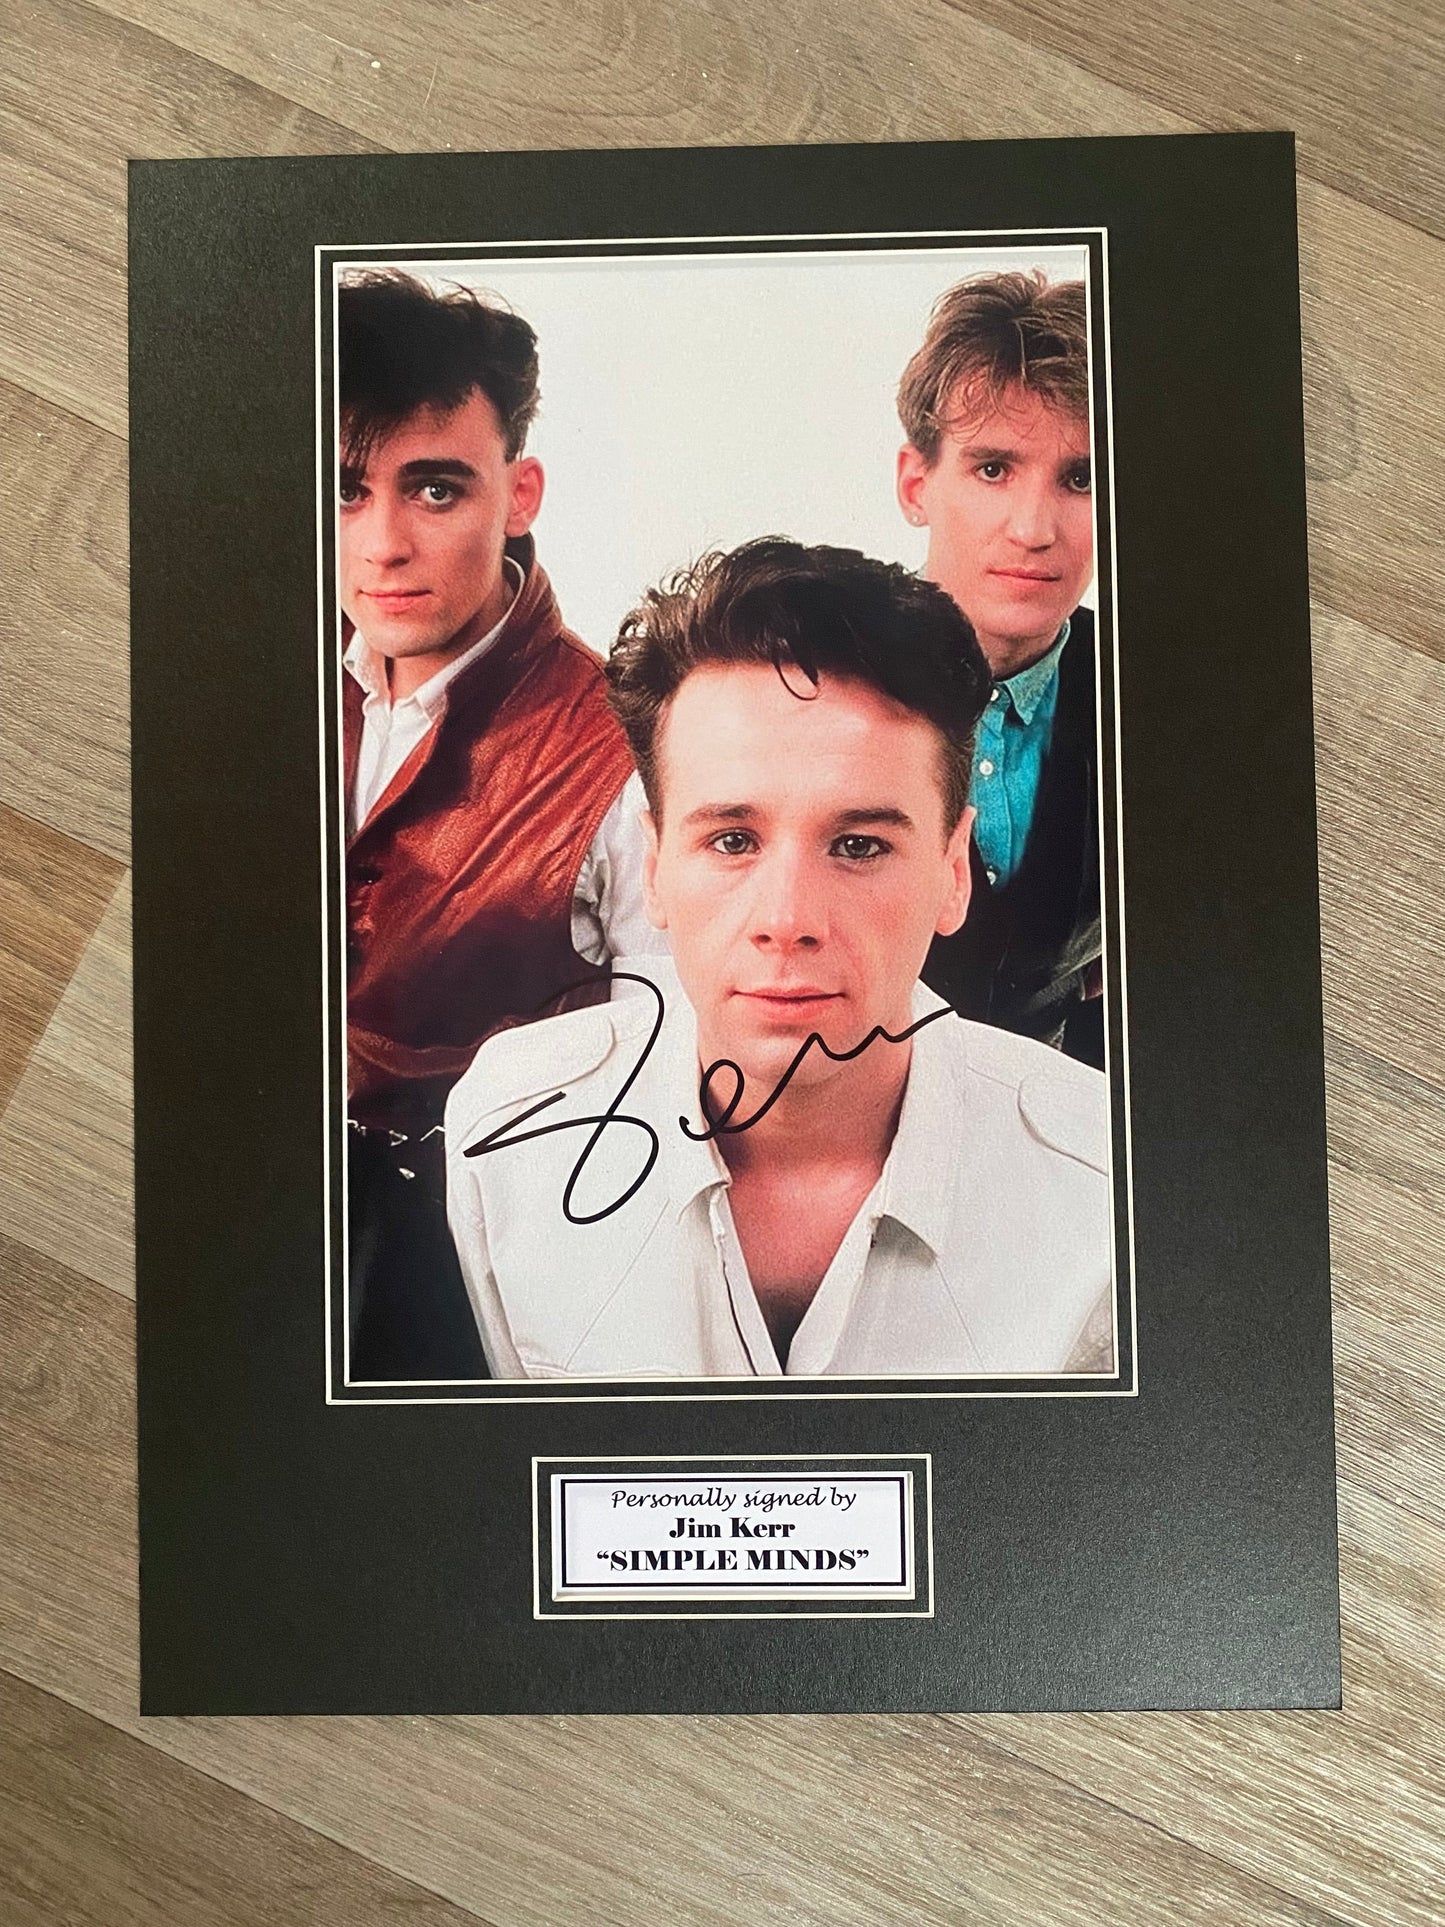 Personally signed by
Jim Kerr
“SIMPLE MINDS”